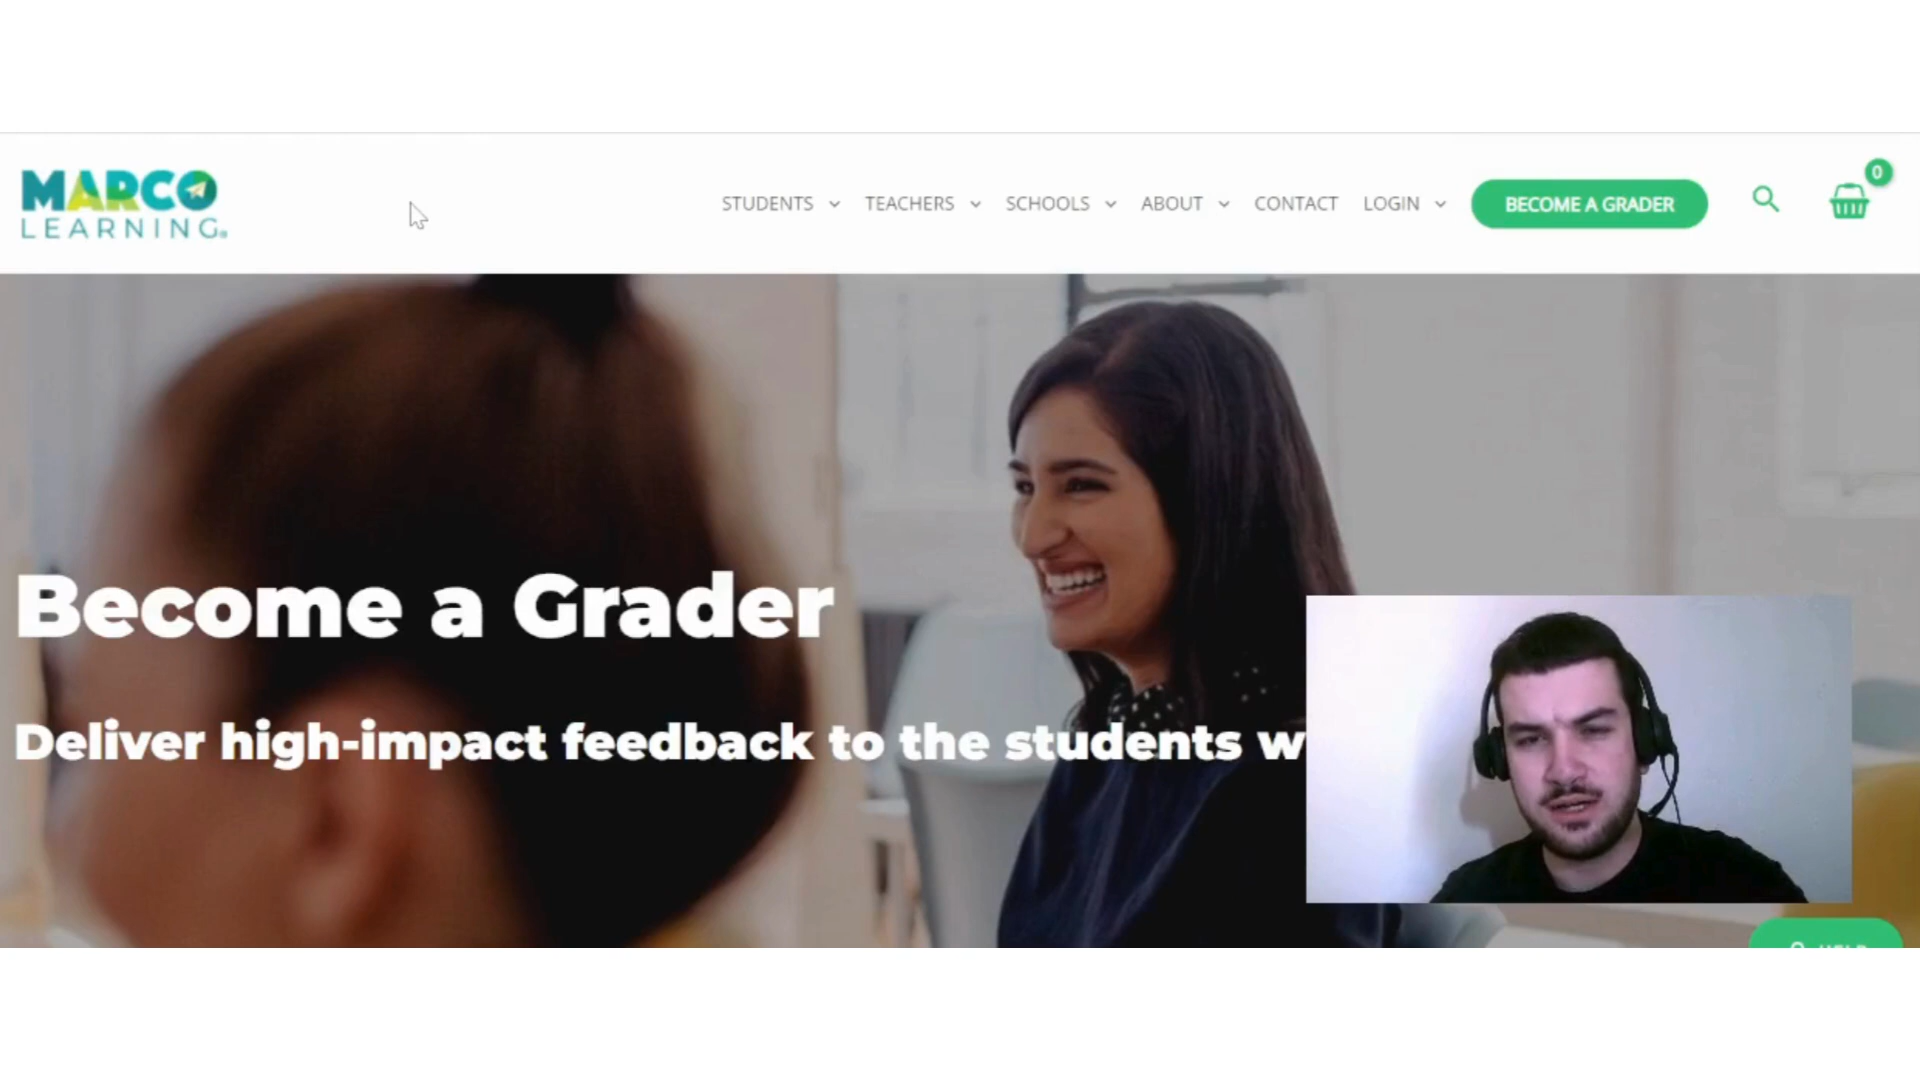 MARCO
LEARNING
STUDENTS TEACHERS SCHOOLS ABOUT CONTACT LOGIN BECOME A GRADER 0
Become a Grader
Deliver high-impact feedback to the students w
HELP